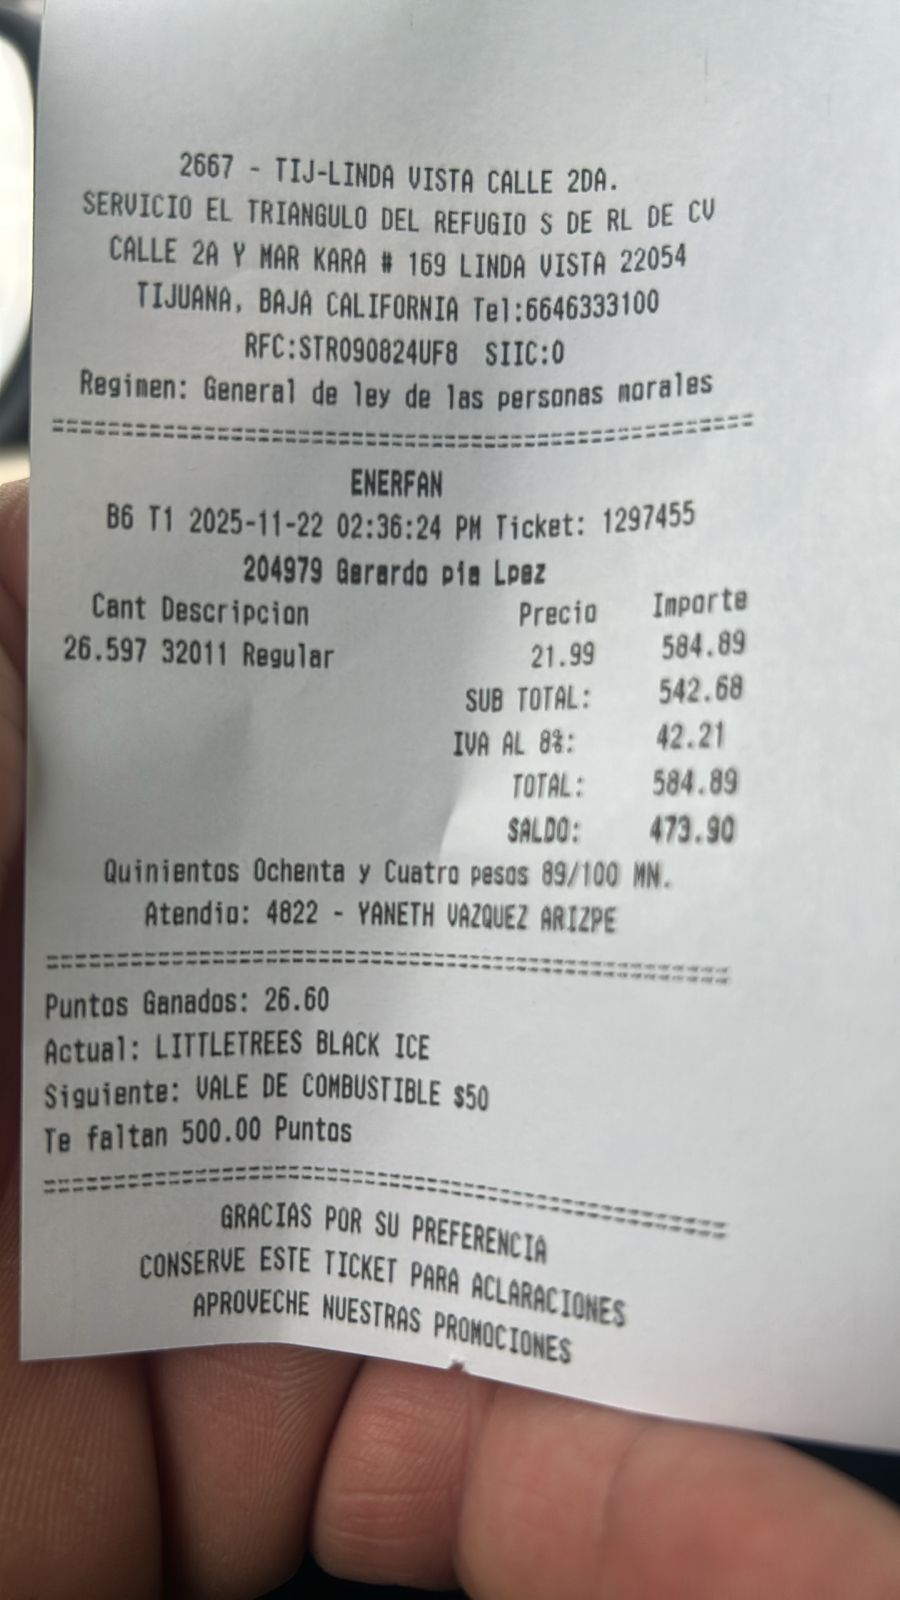 2667 - TIJ-LINDA VISTA CALLE 2DA.
SERVICIO EL TRIANGULO DEL REFUGIO S DE RL DE CV
CALLE 2A Y MAR KARA # 169 LINDA VISTA 22054
TIJUANA, BAJA CALIFORNIA Tel:6646333100
RFC:STR090824UF8 SIIC:0
Regimen: General de ley de las personas morales
================================================
ENERFAN
B6 T1 2025-11-22 02:36:24 PM Ticket: 1297455
204979 Gerardo pia Lpez
Cant Descripcion Precio Importe
26.597 32011 Regular 21.99 584.89
SUB TOTAL: 542.68
IVA AL 8%: 42.21
TOTAL: 584.89
SALDO: 473.90
Quinientos Ochenta y Cuatro pesos 89/100 MN.
Atendio: 4822 - YANETH VAZQUEZ ARIZPE
================================================
Puntos Ganados: 26.60
Actual: LITTLETREES BLACK ICE
Siguiente: VALE DE COMBUSTIBLE $50
Te faltan 500.00 Puntos
================================================
GRACIAS POR SU PREFERENCIA
CONSERVE ESTE TICKET PARA ACLARACIONES
APROVECHE NUESTRAS PROMOCIONES